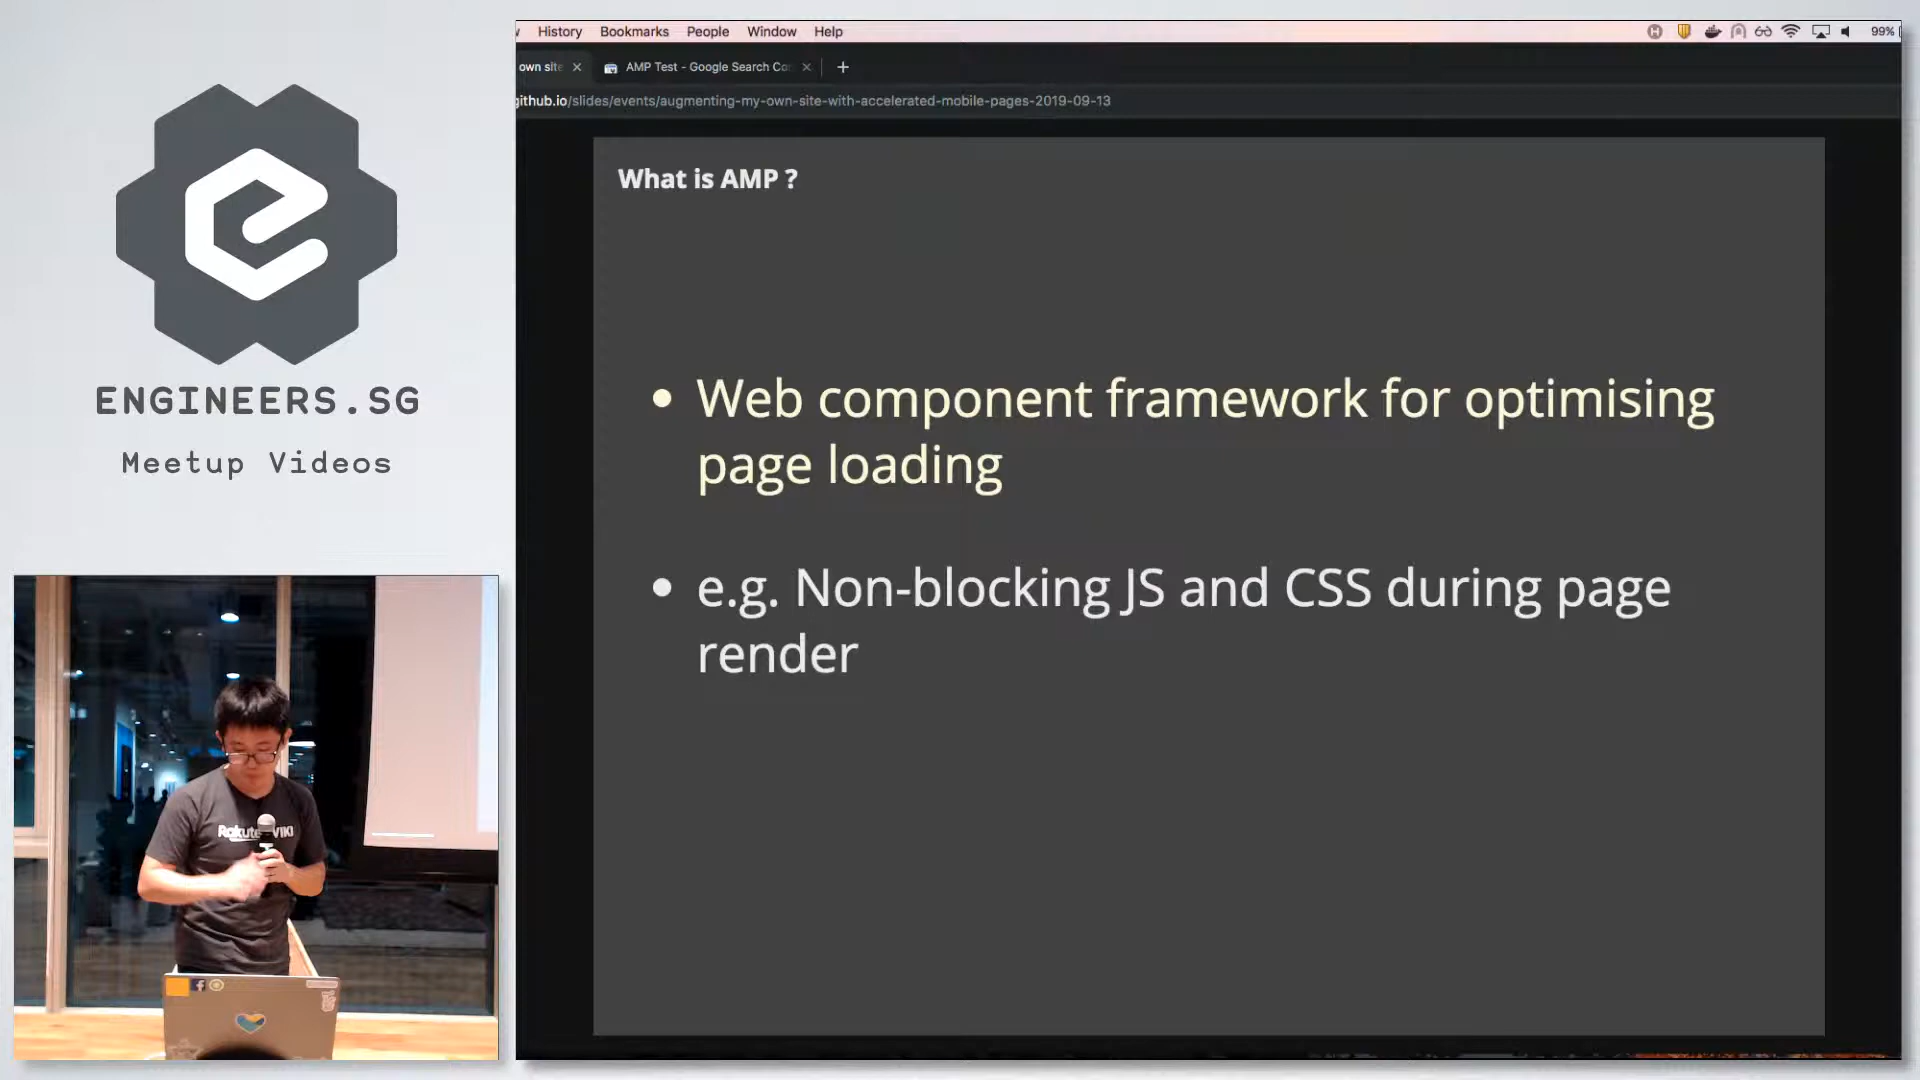 History Bookmarks People Window Help
99%
own site
AMP Test - Google Search Co
github.io/slides/events/augmenting-my-own-site-with-accelerated-mobile-pages-2019-09-13
What is AMP ?
• Web component framework for optimising
page loading
• e.g. Non-blocking JS and CSS during page
render
ENGINEERS.SG
Meetup Videos